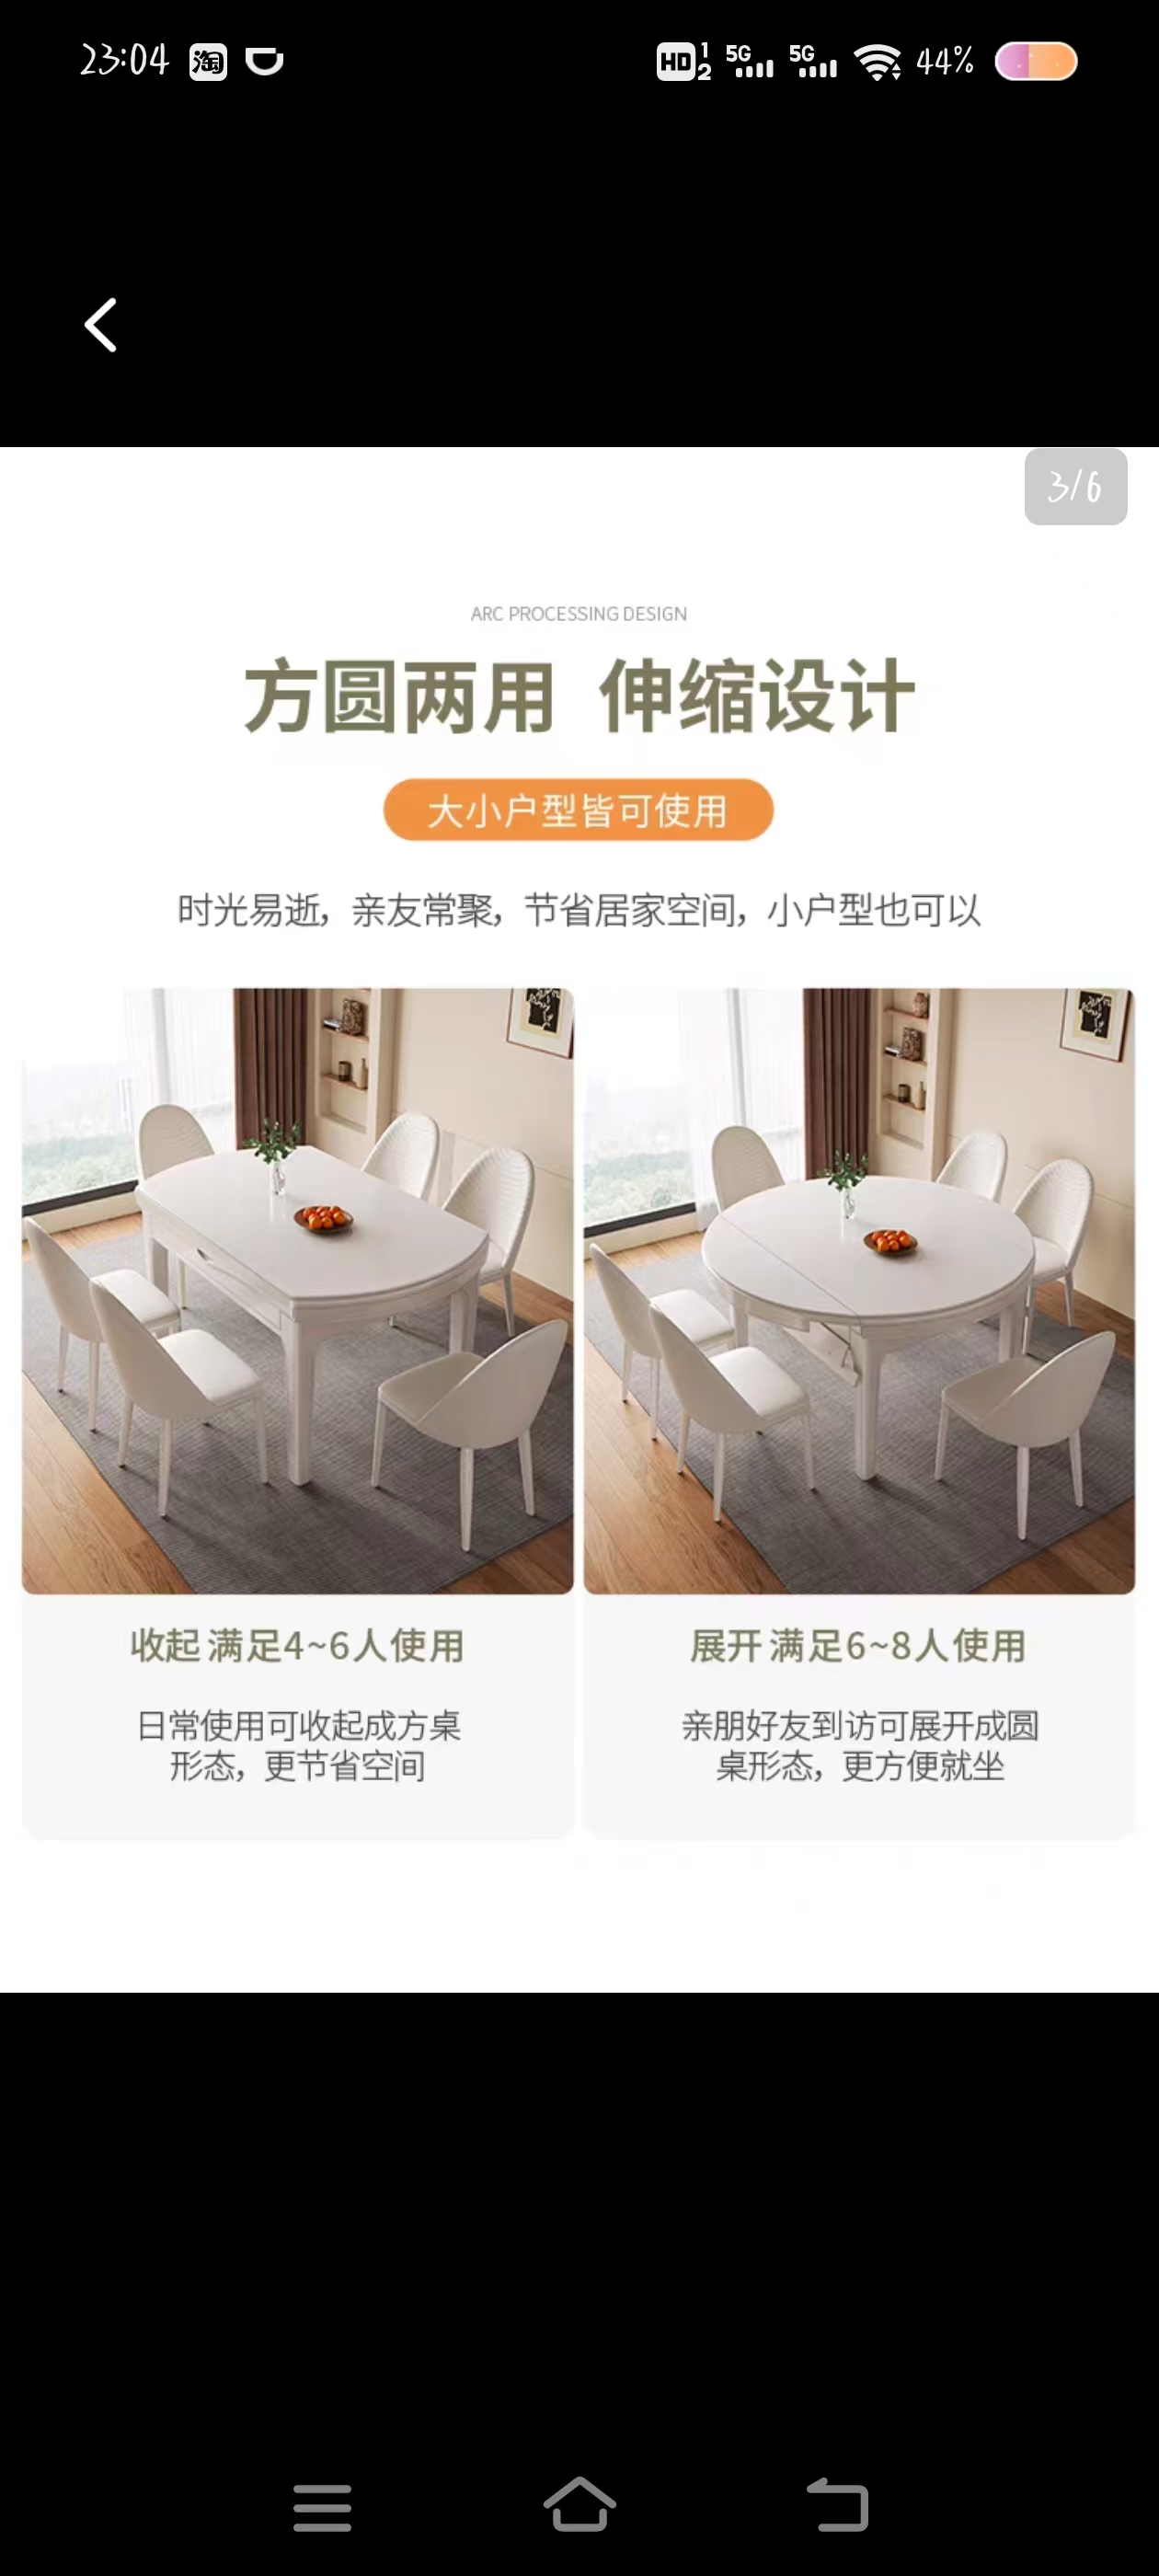 23:04 淘 HD 1 2 5G 5G 44%
3/6
ARC PROCESSING DESIGN
方圆两用 伸缩设计
大小户型皆可使用
时光易逝，亲友常聚，节省居家空间，小户型也可以
收起 满足4~6人使用
日常使用可收起成方桌
形态，更节省空间
展开 满足6~8人使用
亲朋好友到访可展开成圆
桌形态，更方便就坐